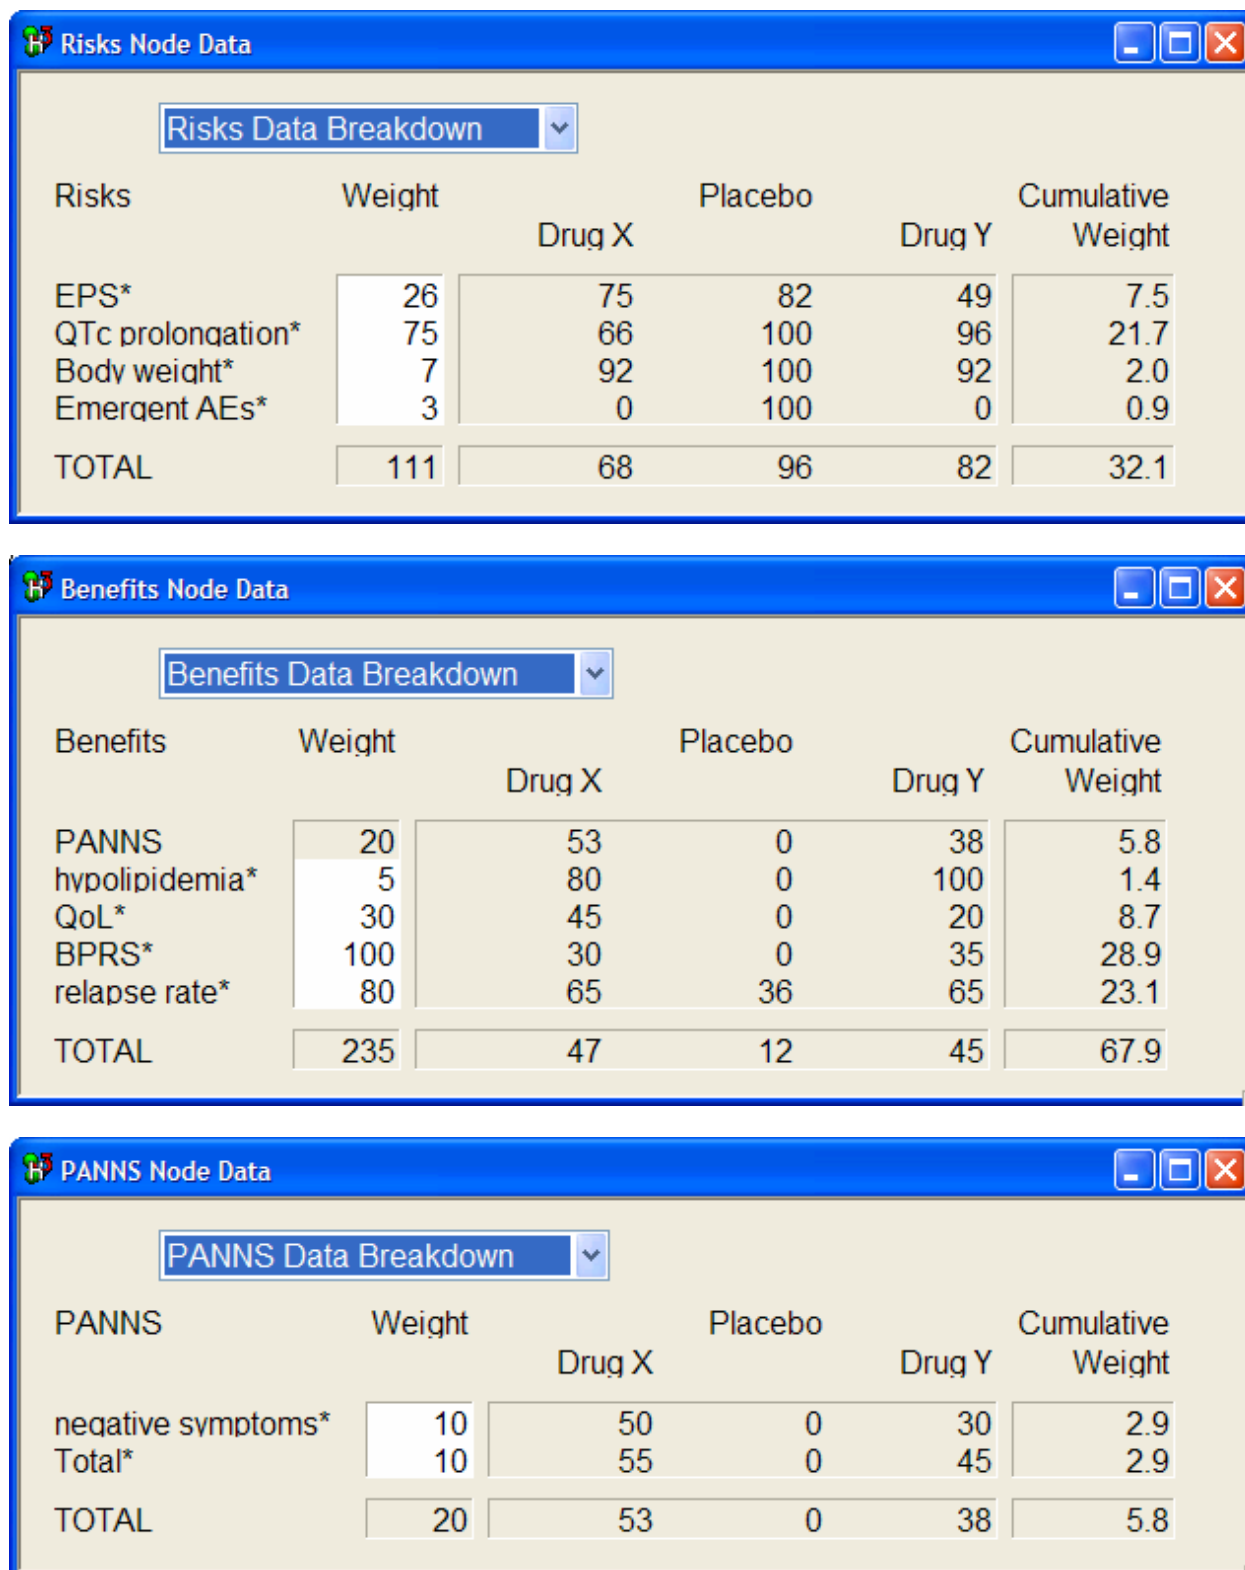 Risks Node Data
Risks Data Breakdown
Risks Weight Placebo Cumulative
Drug X Drug Y Weight
EPS* 26 75 82 49 7.5
QTc prolongation* 75 66 100 96 21.7
Body weight* 7 92 100 92 2.0
Emergent AEs* 3 0 100 0 0.9
TOTAL 111 68 96 82 32.1
Benefits Node Data
Benefits Data Breakdown
Benefits Weight Placebo Cumulative
Drug X Drug Y Weight
PANNS 20 53 0 38 5.8
hypolipidemia* 5 80 0 100 1.4
QoL* 30 45 0 20 8.7
BPRS* 100 30 0 35 28.9
relapse rate* 80 65 36 65 23.1
TOTAL 235 47 12 45 67.9
PANNS Node Data
PANNS Data Breakdown
PANNS Weight Placebo Cumulative
Drug X Drug Y Weight
negative symptoms* 10 50 0 30 2.9
Total* 10 55 0 45 2.9
TOTAL 20 53 0 38 5.8